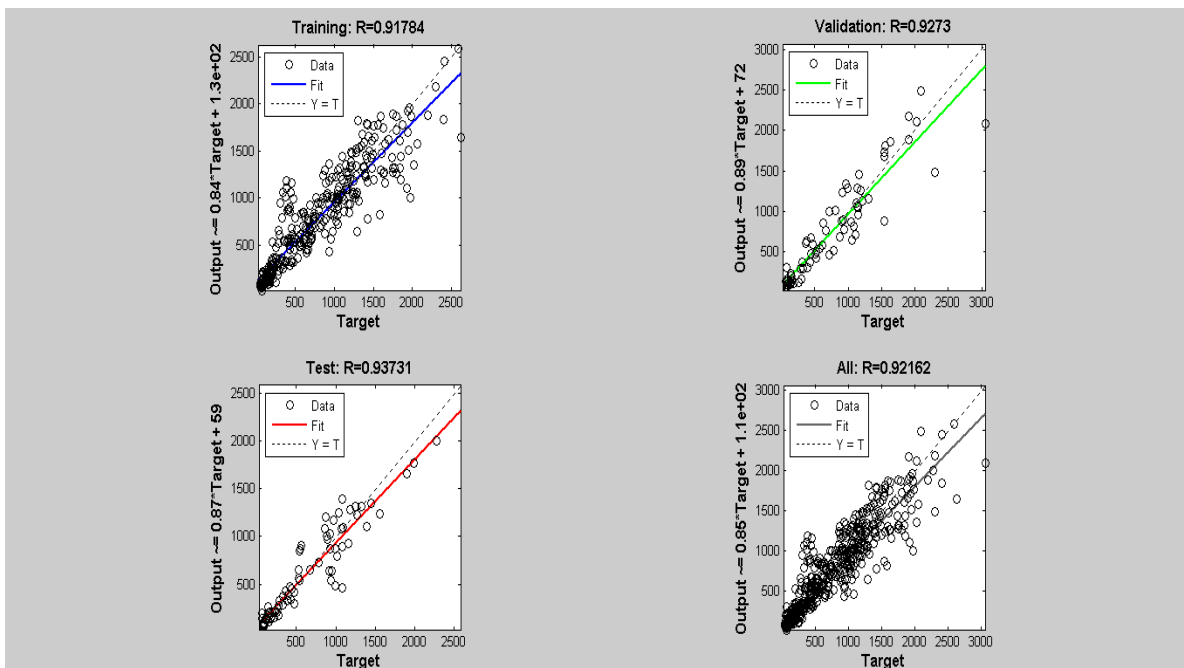 Training: R=0.91784
Output ~= 0.84*Target + 1.3e+02
2500
2000
1500
1000
500
Data
Fit
Y = T
500 1000 1500 2000 2500
Target
Validation: R=0.9273
Output ~= 0.89*Target + 72
3000
2500
2000
1500
1000
500
Data
Fit
Y = T
500 1000 1500 2000 2500 3000
Target
Test: R=0.93731
Output ~= 0.87*Target + 59
2500
2000
1500
1000
500
Data
Fit
Y = T
500 1000 1500 2000 2500
Target
All: R=0.92162
Output ~= 0.85*Target + 1.1e+02
3000
2500
2000
1500
1000
500
Data
Fit
Y = T
500 1000 1500 2000 2500 3000
Target